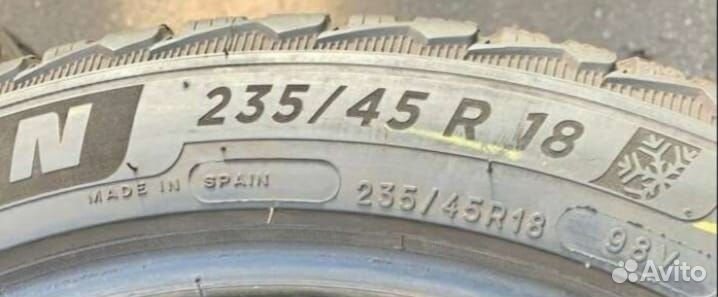 N 235/45 R 18
MADE IN SPAIN 235/45R18 98V
Avito